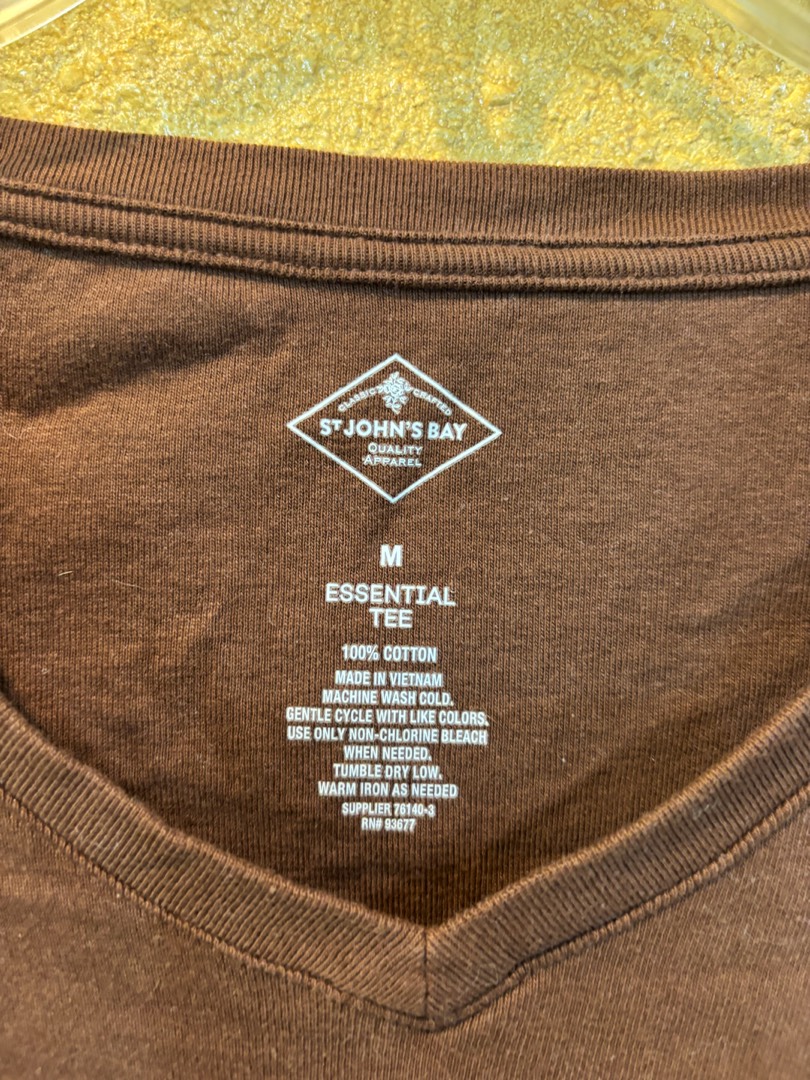 CLASSIC & CRAFTED
ST JOHN'S BAY
QUALITY
APPAREL
M
ESSENTIAL
TEE
100% COTTON
MADE IN VIETNAM
MACHINE WASH COLD,
GENTLE CYCLE WITH LIKE COLORS.
USE ONLY NON-CHLORINE BLEACH
WHEN NEEDED.
TUMBLE DRY LOW,
WARM IRON AS NEEDED
SUPPLIER 76140-3
RN# 93677